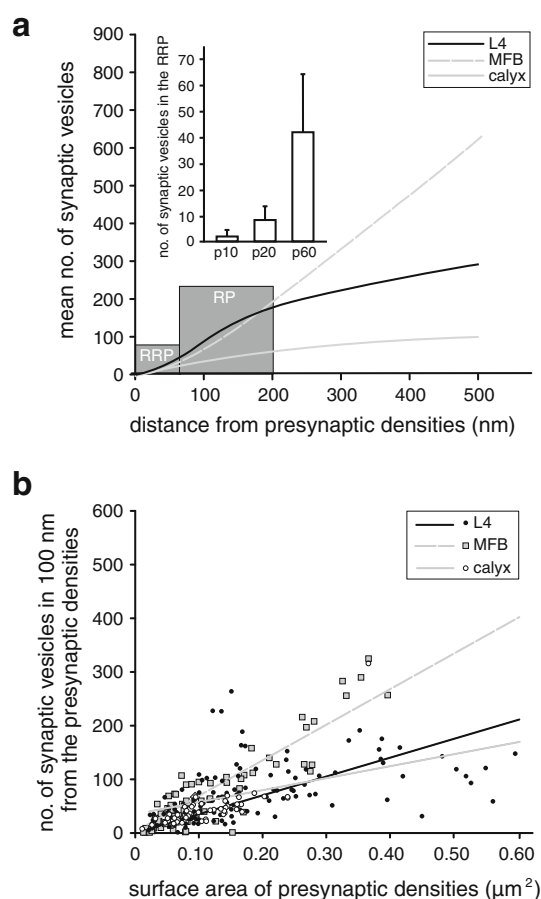 a
900
800
700
600
500
400
300
200
100
0
mean no. of synaptic vesicles
no. of synaptic vesicles in the RRP
70
60
50
40
30
20
10
0
p10 p20 p60
L4
MFB
calyx
RP
RRP
0 100 200 300 400 500
distance from presynaptic densities (nm)
b
600
500
400
300
200
100
0
no. of synaptic vesicles in 100 nm
from the presynaptic densities
L4
MFB
calyx
0 0.10 0.20 0.30 0.40 0.50 0.60
surface area of presynaptic densities (µm²)